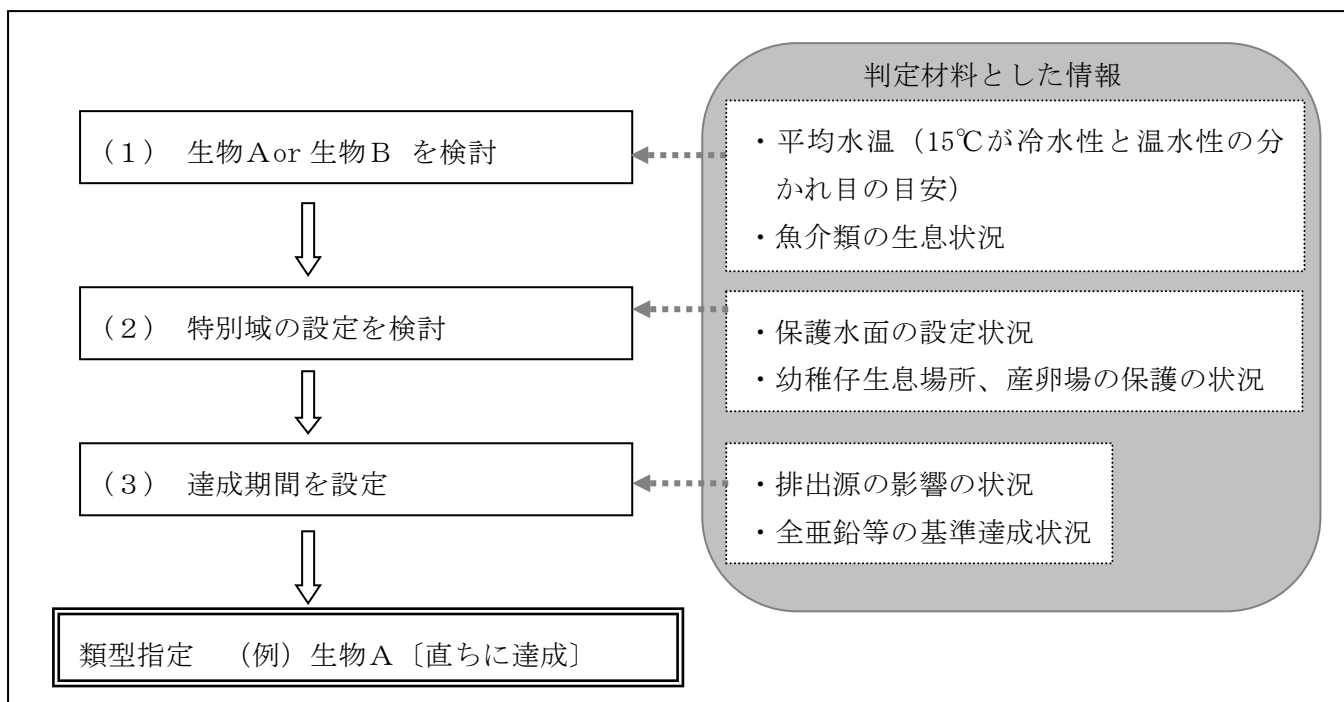 判定材料とした情報
（１） 生物Ａor 生物Ｂ を検討
・平均水温（15℃が冷水性と温水性の分
かれ目の目安）
・魚介類の生息状況
（２） 特別域の設定を検討
・保護水面の設定状況
・幼稚仔生息場所、産卵場の保護の状況
（３） 達成期間を設定
・排出源の影響の状況
・全亜鉛等の基準達成状況
類型指定 （例）生物Ａ〔直ちに達成〕